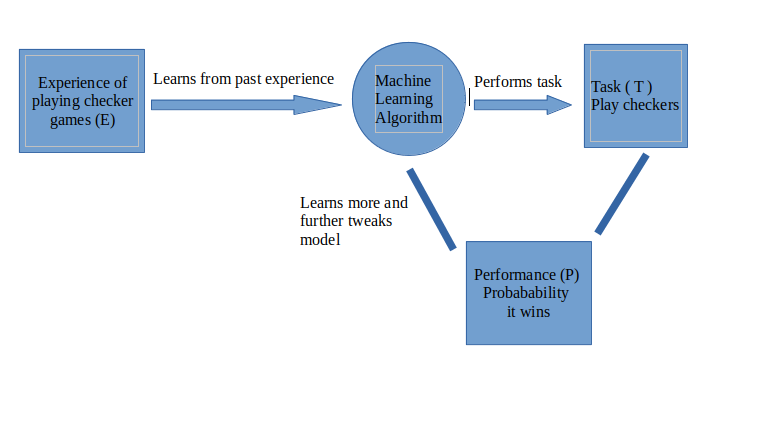 Experience of
playing checker
games (E)
Learns from past experience
Machine
Learning
Algorithm
Performs task
Task ( T )
Play checkers
Learns more and
further tweaks
model
Performance (P)
Probabability
it wins